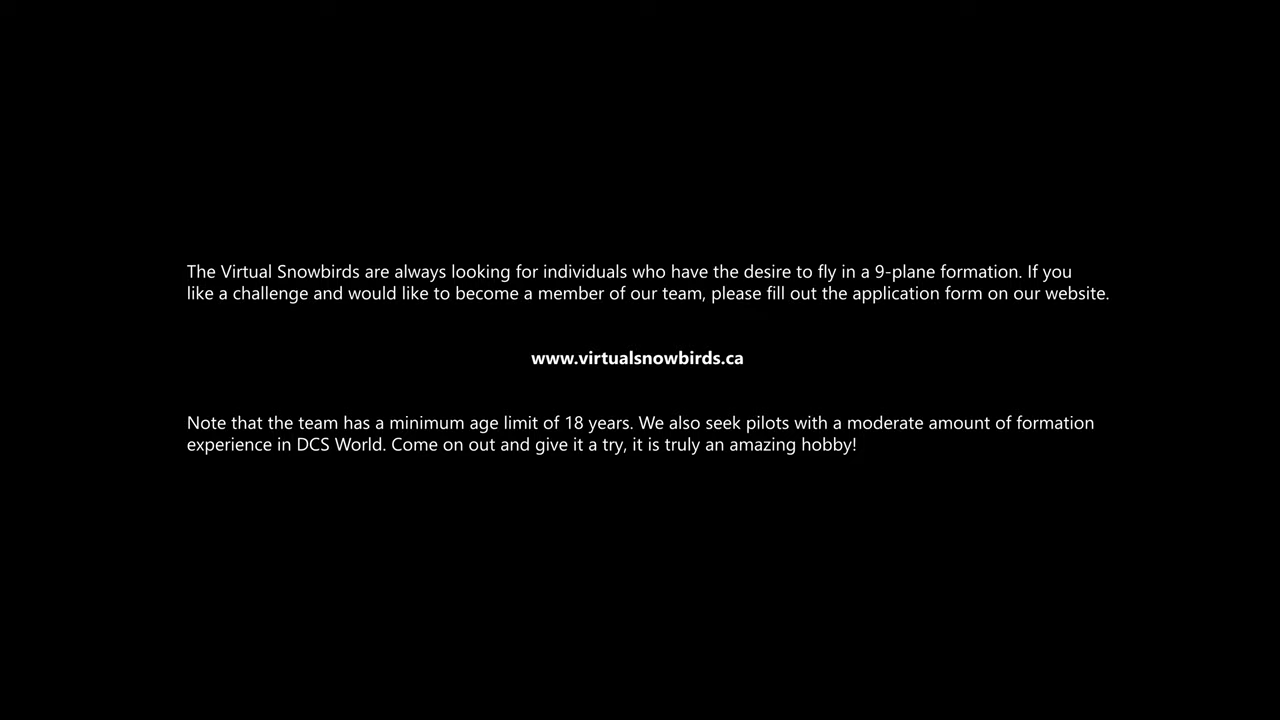 The Virtual Snowbirds are always looking for individuals who have the desire to fly in a 9-plane formation. If you
like a challenge and would like to become a member of our team, please fill out the application form on our website.
www.virtualsnowbirds.ca
Note that the team has a minimum age limit of 18 years. We also seek pilots with a moderate amount of formation
experience in DCS World. Come on out and give it a try, it is truly an amazing hobby!